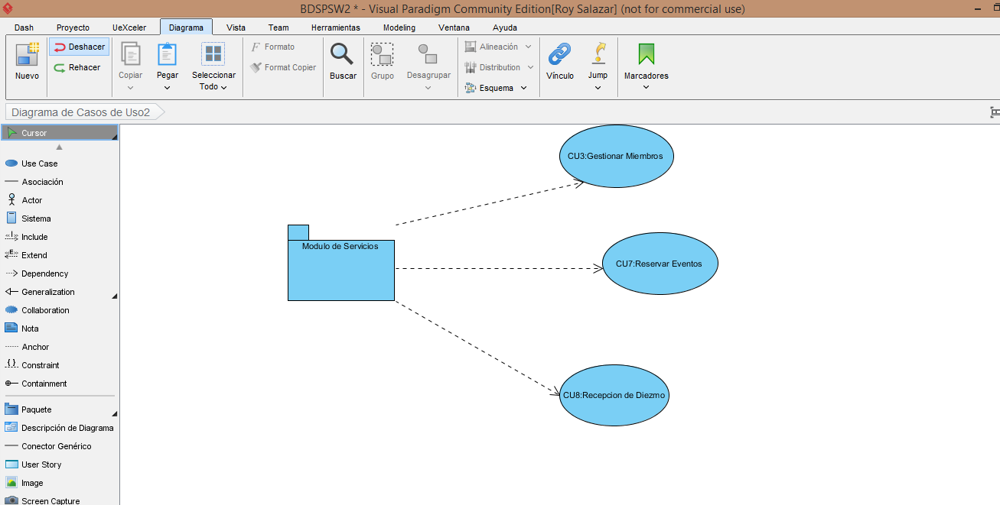 BDSPSW2 * - Visual Paradigm Community Edition[Roy Salazar] (not for commercial use)
Dash Proyecto UeXceler Diagrama Vista Team Herramientas Modeling Ventana Ayuda
Nuevo
Deshacer
Rehacer
Copiar
Pegar
Seleccionar
Todo
Formato
Format Copier
Buscar
Grupo
Desagrupar
Alineación
Distribution
Esquema
Vínculo
Jump
Marcadores
Diagrama de Casos de Uso2
Cursor
Use Case
Asociación
Actor
Sistema
Include
Extend
Dependency
Generalization
Collaboration
Nota
Anchor
Constraint
Containment
Paquete
Descripción de Diagrama
Conector Genérico
User Story
Image
Screen Capture
CU3:Gestionar Miembros
Modulo de Servicios
CU7:Reservar Eventos
CU8:Recepcion de Diezmo